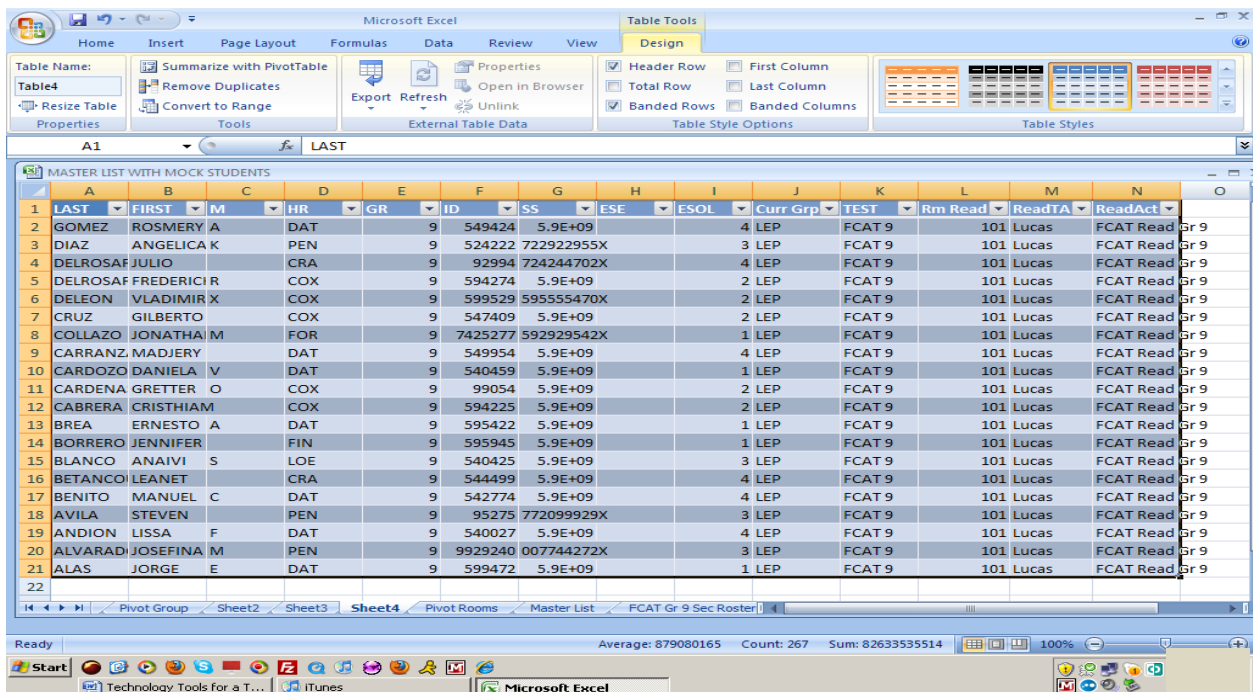 Microsoft Excel Table Tools
Home Insert Page Layout Formulas Data Review View Design
Table Name: Summarize with PivotTable Properties Header Row First Column
Table4 Remove Duplicates Export Refresh Open in Browser Total Row Last Column
Resize Table Convert to Range Unlink Banded Rows Banded Columns
Properties Tools External Table Data Table Style Options Table Styles
A1 fx LAST
MASTER LIST WITH MOCK STUDENTS
A B C D E F G H I J K L M N O
1 LAST FIRST M HR GR ID SS ESE ESOL Curr Grp TEST Rm Read ReadTA ReadAct
2 GOMEZ ROSMERY A DAT 9 549424 5.9E+09 4 LEP FCAT 9 101 Lucas FCAT Read Gr 9
3 DIAZ ANGELICA K PEN 9 524222 722922955X 3 LEP FCAT 9 101 Lucas FCAT Read Gr 9
4 DELROSAR JULIO CRA 9 92994 724244702X 4 LEP FCAT 9 101 Lucas FCAT Read Gr 9
5 DELROSAR FREDERICI R COX 9 594274 5.9E+09 2 LEP FCAT 9 101 Lucas FCAT Read Gr 9
6 DELEON VLADIMIR X COX 9 599529 595555470X 2 LEP FCAT 9 101 Lucas FCAT Read Gr 9
7 CRUZ GILBERTO COX 9 547409 5.9E+09 2 LEP FCAT 9 101 Lucas FCAT Read Gr 9
8 COLLAZO JONATHA M FOR 9 7425277 592929542X 1 LEP FCAT 9 101 Lucas FCAT Read Gr 9
9 CARRANZ MADJERY DAT 9 549954 5.9E+09 4 LEP FCAT 9 101 Lucas FCAT Read Gr 9
10 CARDOZO DANIELA V DAT 9 540459 5.9E+09 1 LEP FCAT 9 101 Lucas FCAT Read Gr 9
11 CARDENA GRETTER O COX 9 99054 5.9E+09 2 LEP FCAT 9 101 Lucas FCAT Read Gr 9
12 CABRERA CRISTHIAM COX 9 594225 5.9E+09 2 LEP FCAT 9 101 Lucas FCAT Read Gr 9
13 BREA ERNESTO A DAT 9 595422 5.9E+09 1 LEP FCAT 9 101 Lucas FCAT Read Gr 9
14 BORRERO JENNIFER FIN 9 595945 5.9E+09 1 LEP FCAT 9 101 Lucas FCAT Read Gr 9
15 BLANCO ANAIVI S LOE 9 540425 5.9E+09 3 LEP FCAT 9 101 Lucas FCAT Read Gr 9
16 BETANCO LEANET CRA 9 544499 5.9E+09 4 LEP FCAT 9 101 Lucas FCAT Read Gr 9
17 BENITO MANUEL C DAT 9 542774 5.9E+09 4 LEP FCAT 9 101 Lucas FCAT Read Gr 9
18 AVILA STEVEN PEN 9 95275 772099929X 3 LEP FCAT 9 101 Lucas FCAT Read Gr 9
19 ANDION LISSA F DAT 9 540027 5.9E+09 4 LEP FCAT 9 101 Lucas FCAT Read Gr 9
20 ALVARAD JOSEFINA M PEN 9 9929240 007744272X 3 LEP FCAT 9 101 Lucas FCAT Read Gr 9
21 ALAS JORGE E DAT 9 599472 5.9E+09 1 LEP FCAT 9 101 Lucas FCAT Read Gr 9
22
Pivot Group Sheet2 Sheet3 Sheet4 Pivot Rooms Master List FCAT Gr 9 Sec Roster
Ready Average: 879080165 Count: 267 Sum: 82633535514 100%
Start
Technology Tools for a T... iTunes Microsoft Excel